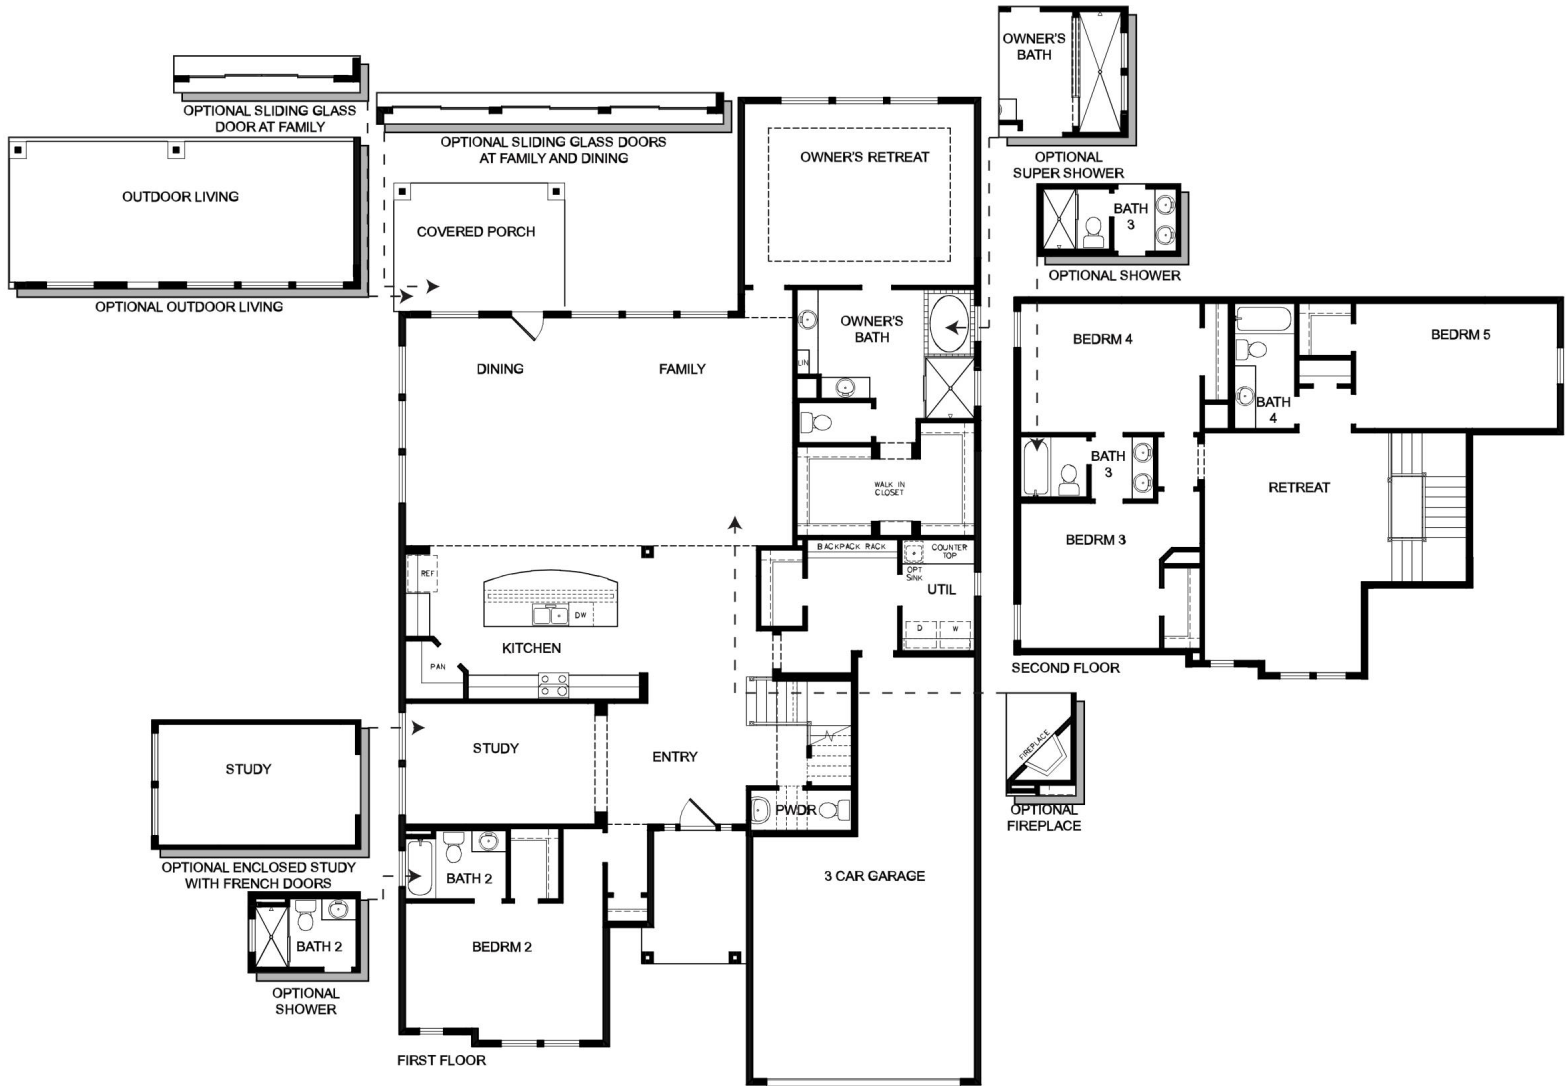 OPTIONAL SLIDING GLASS
DOOR AT FAMILY
OPTIONAL SLIDING GLASS DOORS
AT FAMILY AND DINING
OUTDOOR LIVING
OPTIONAL OUTDOOR LIVING
COVERED PORCH
OWNER'S RETREAT
OWNER'S
BATH
OPTIONAL
SUPER SHOWER
BATH
3
OPTIONAL SHOWER
DINING
FAMILY
OWNER'S
BATH
LIN
WALK IN
CLOSET
BACKPACK RACK
COUNTER
TOP
OPT
SINK
UTIL
D
W
REF
DW
KITCHEN
PAN
STUDY
ENTRY
PWDR
3 CAR GARAGE
BATH 2
BEDRM 2
FIRST FLOOR
STUDY
OPTIONAL ENCLOSED STUDY
WITH FRENCH DOORS
BATH 2
OPTIONAL
SHOWER
FIREPLACE
OPTIONAL
FIREPLACE
BEDRM 4
BATH
4
BEDRM 5
BATH
3
RETREAT
BEDRM 3
SECOND FLOOR